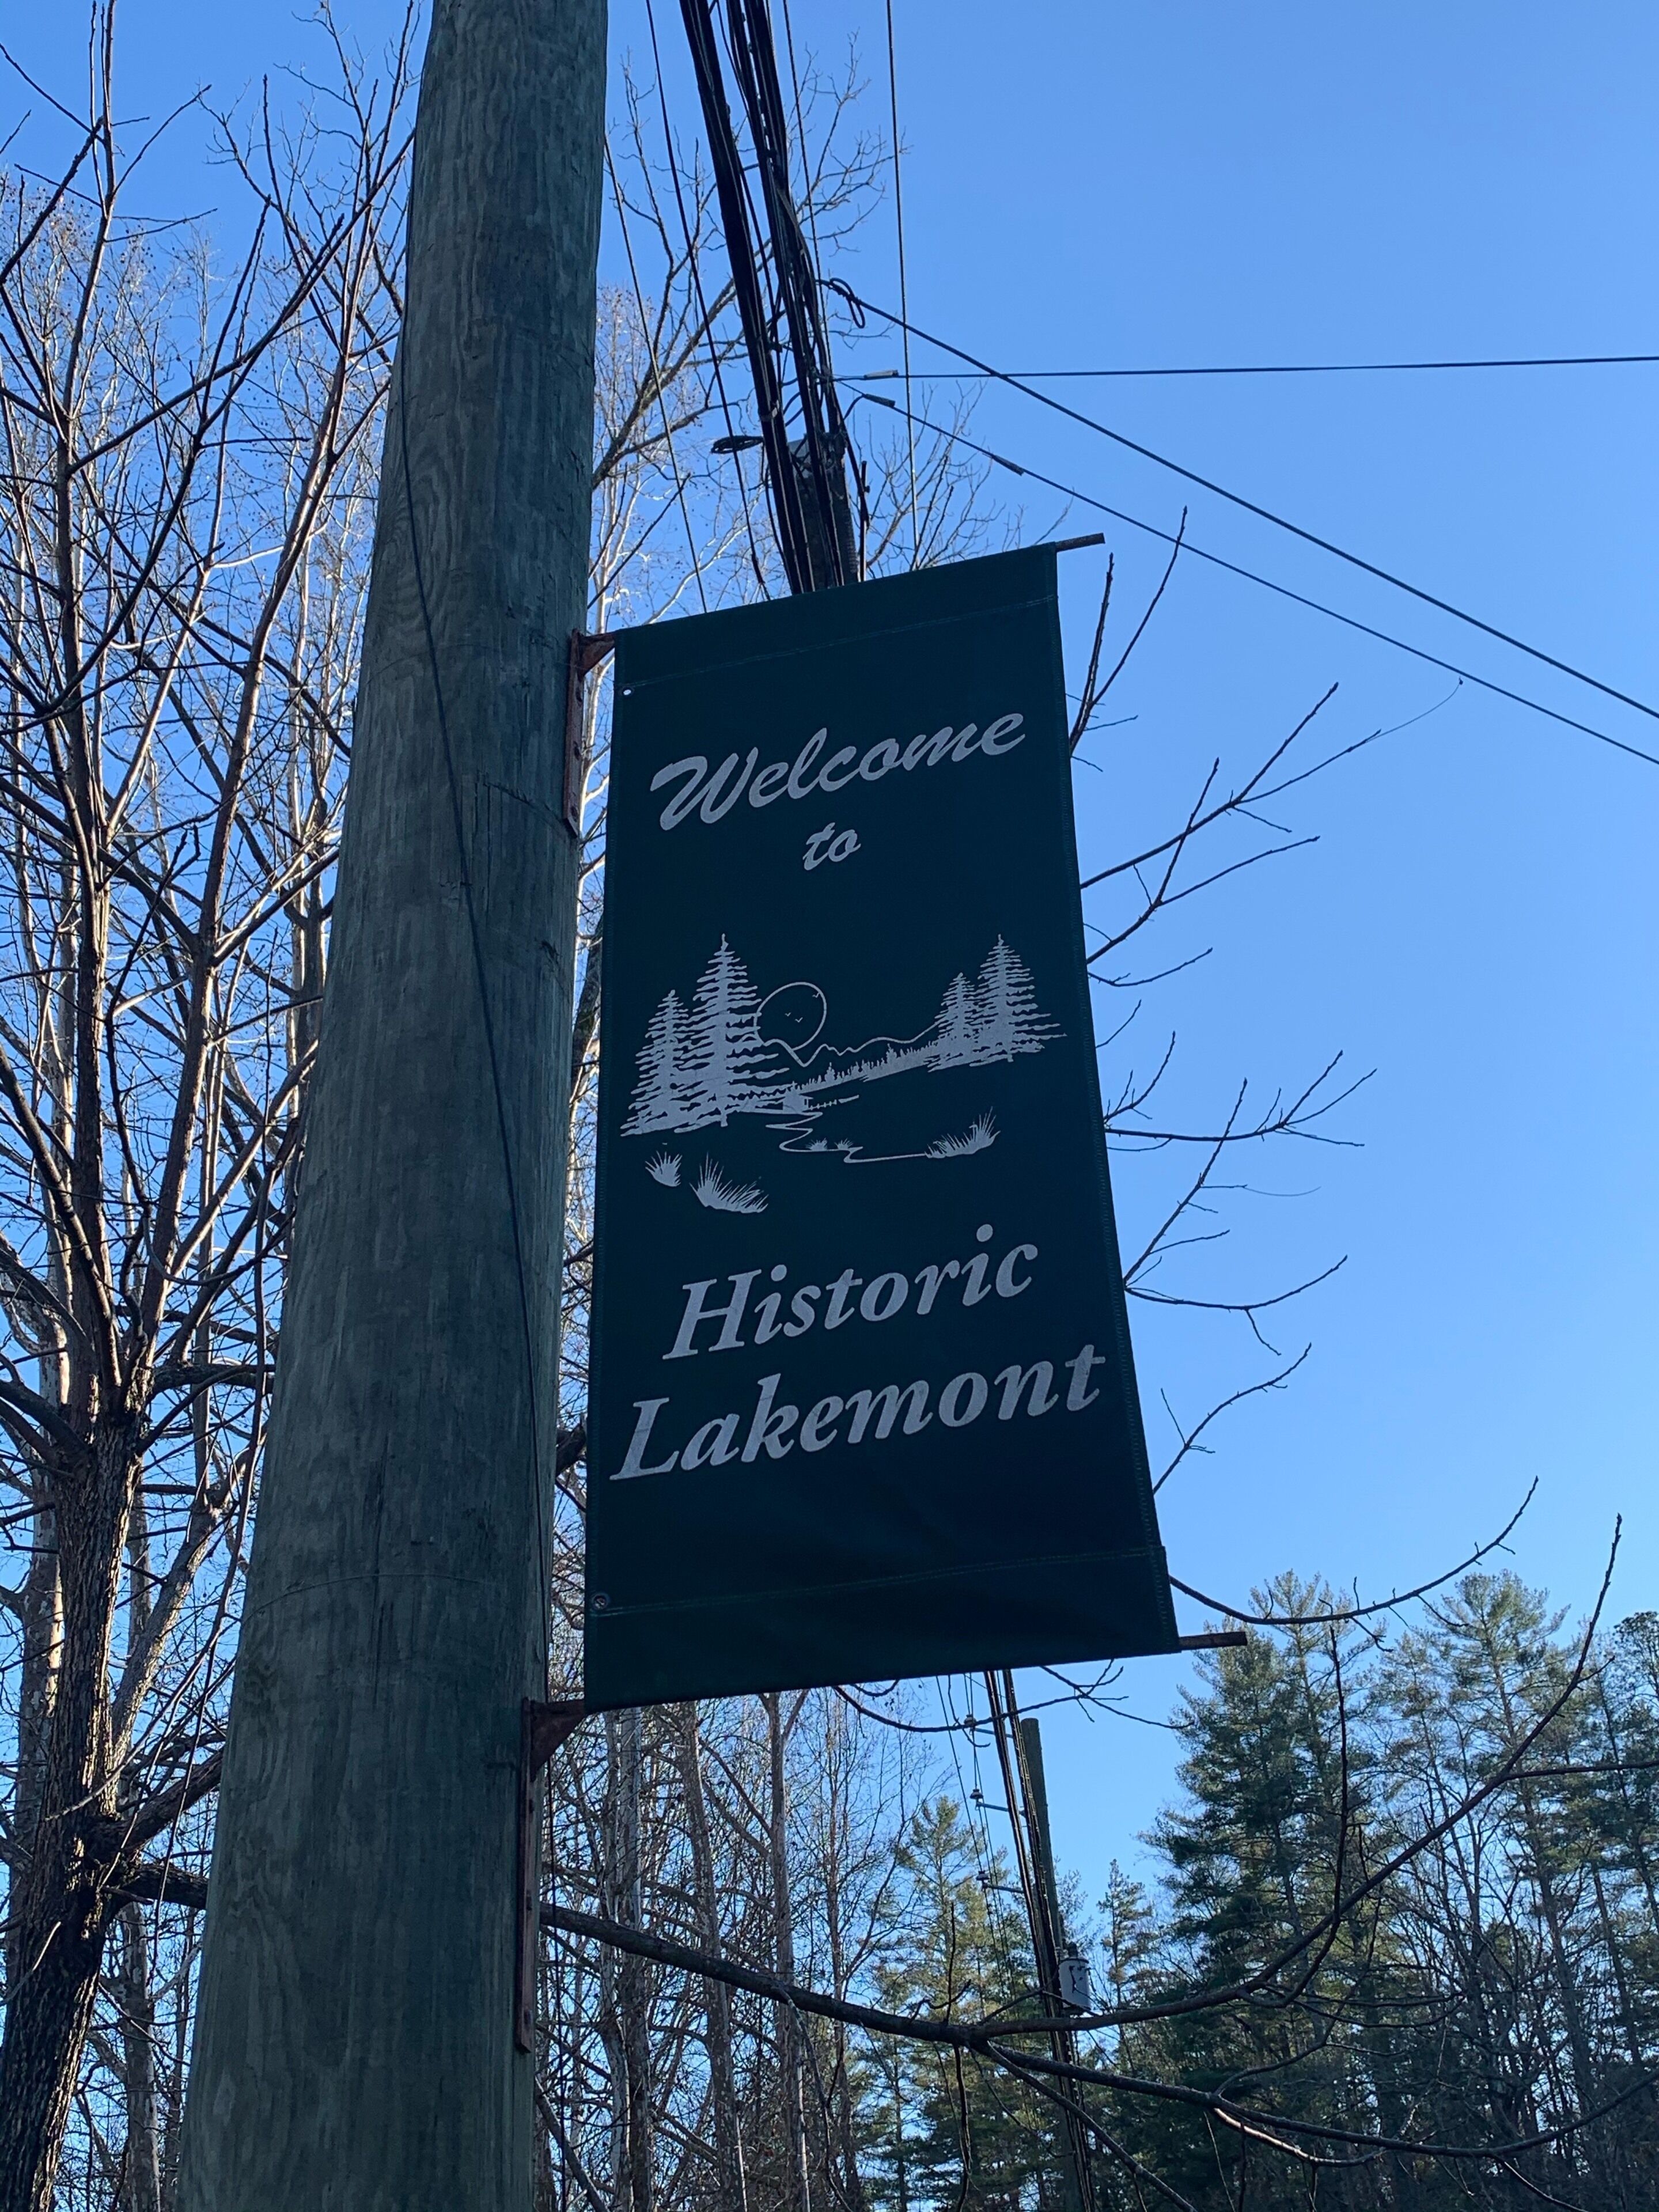 Welcome
to
Historic
Lakemont